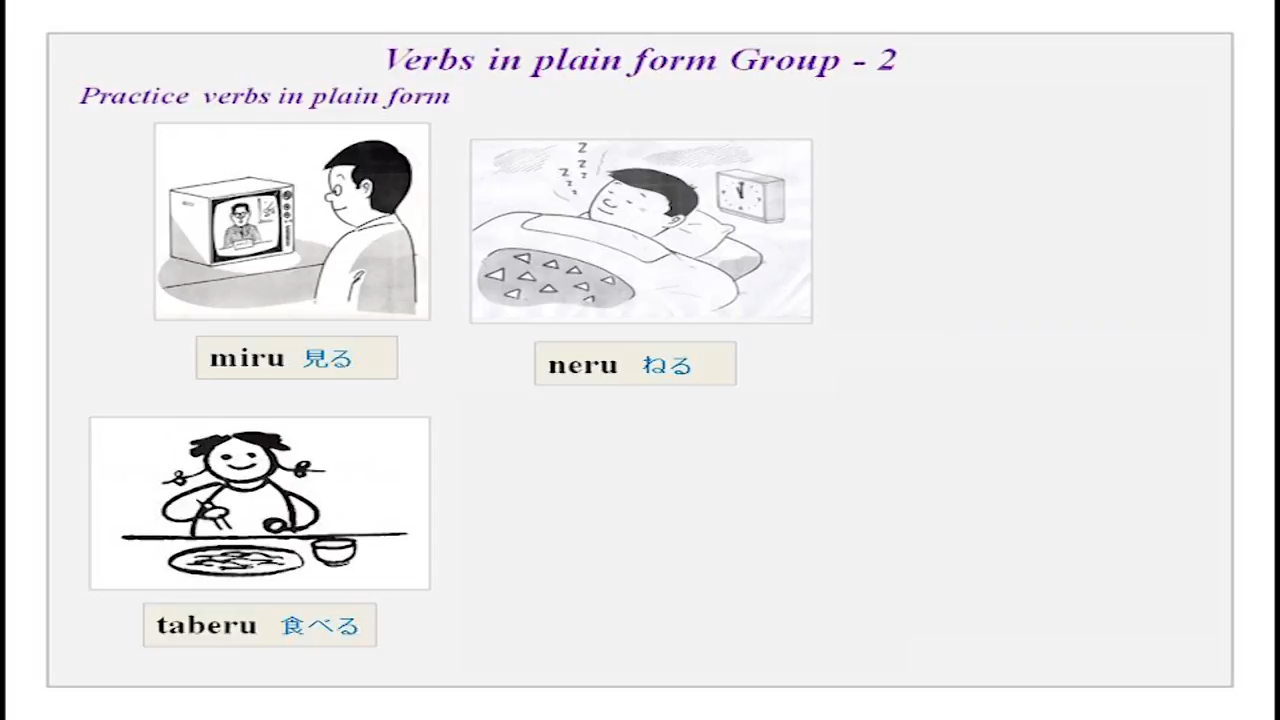 Verbs in plain form Group - 2
Practice verbs in plain form
z
z
z
z
z
z
miru 見る
neru ねる
taberu 食べる